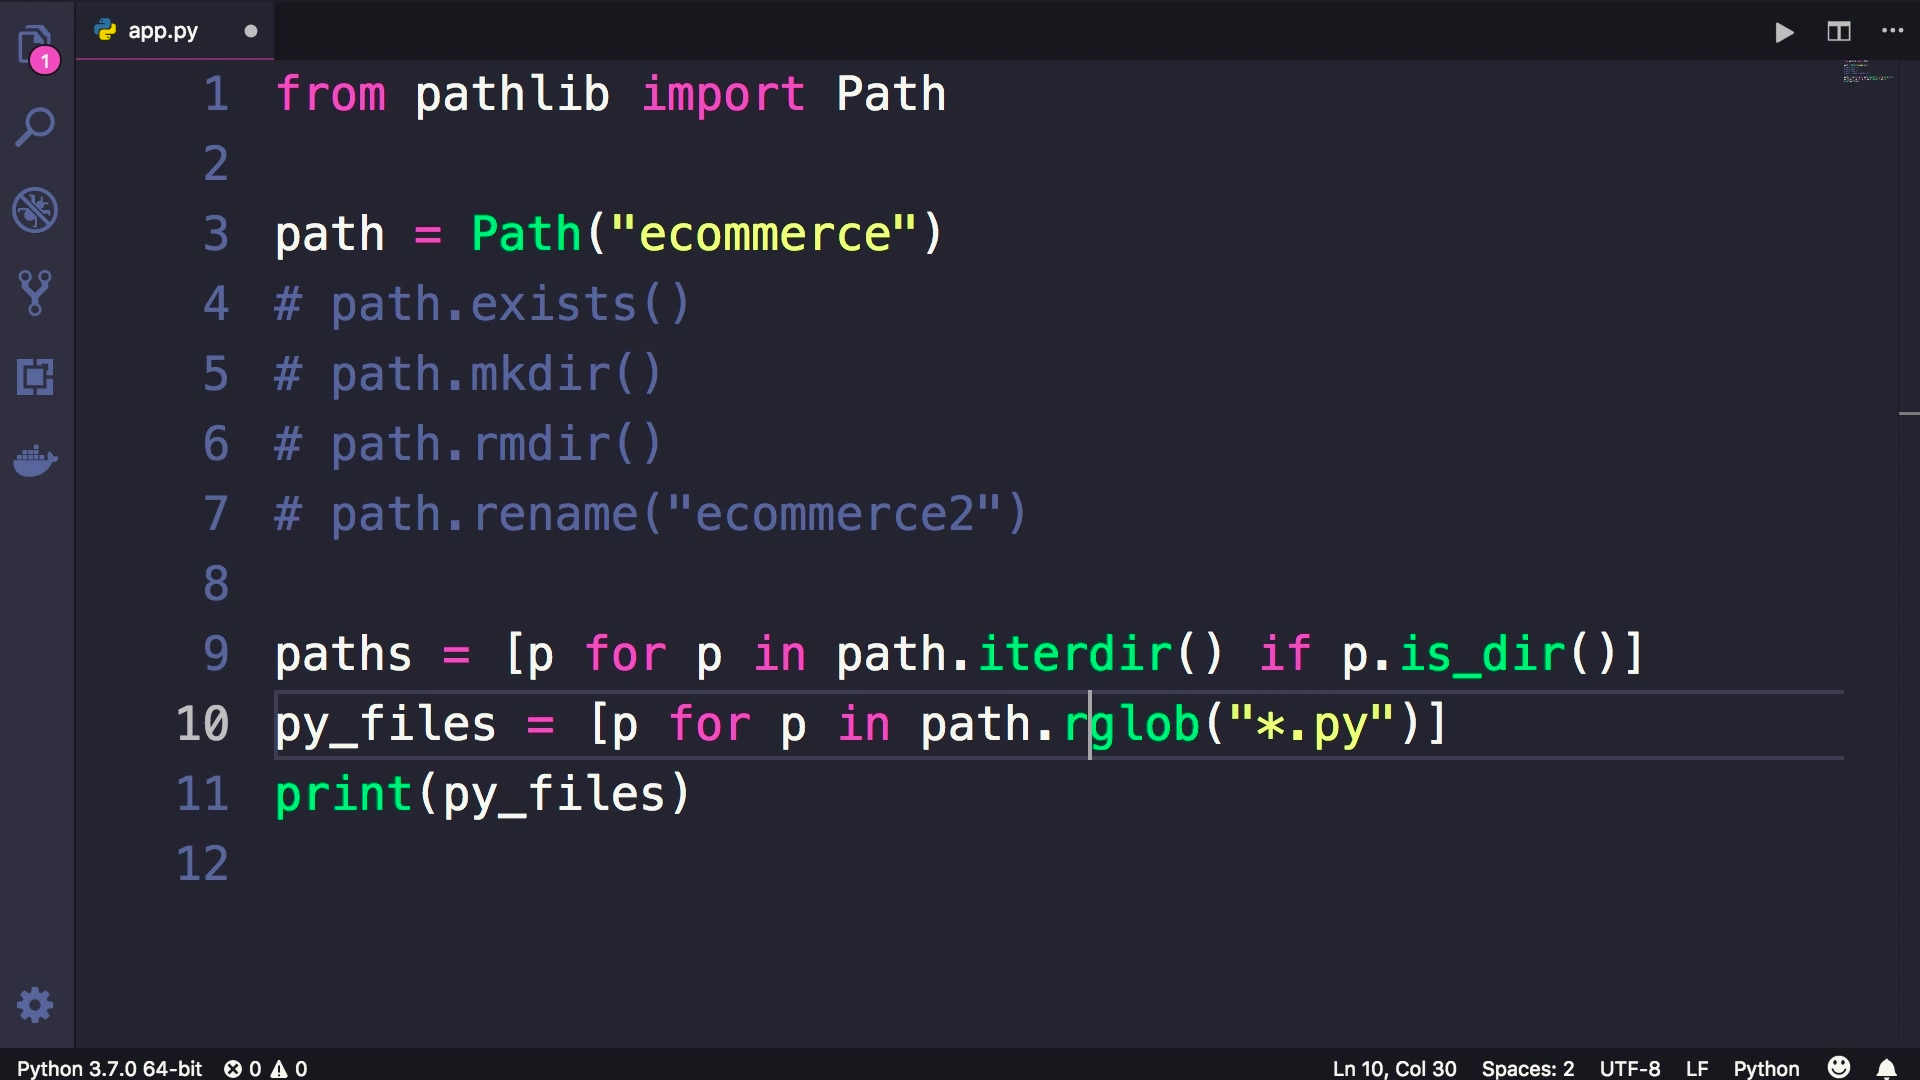 app.py
1
1 from pathlib import Path
2
3 path = Path("ecommerce")
4 # path.exists()
5 # path.mkdir()
6 # path.rmdir()
7 # path.rename("ecommerce2")
8
9 paths = [p for p in path.iterdir() if p.is_dir()]
10 py_files = [p for p in path.rglob("*.py")]
11 print(py_files)
12
Python 3.7.0 64-bit 0 0 Ln 10, Col 30 Spaces: 2 UTF-8 LF Python